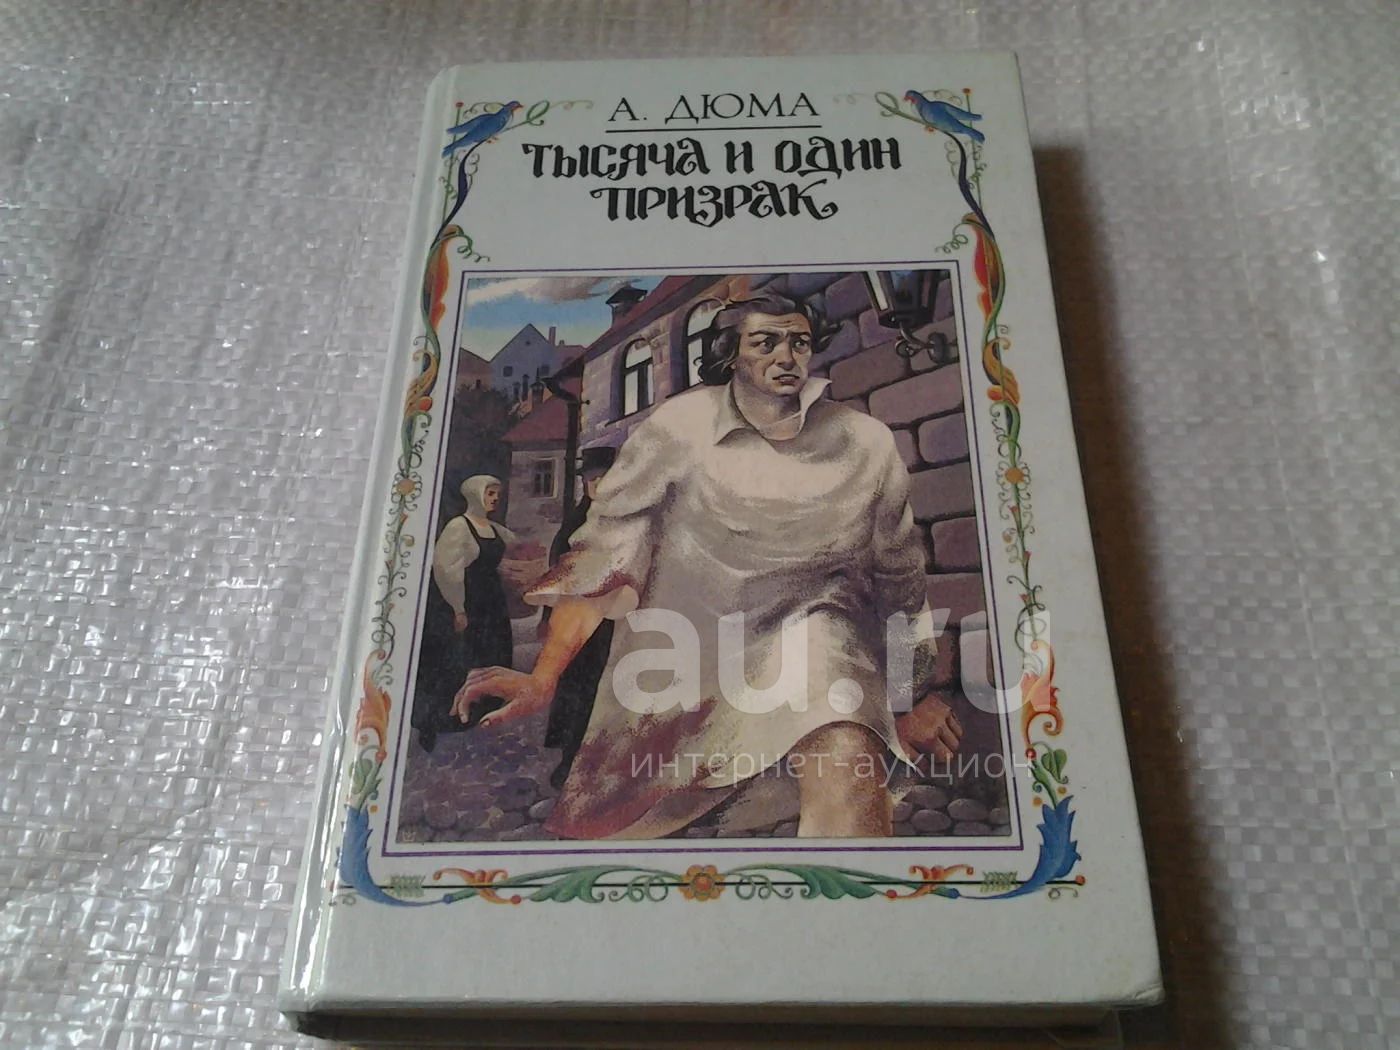 А. ДЮМА
ТЫСЯЧА И ОДИН
ПРИЗРАК
au.ru
интернет-аукцион